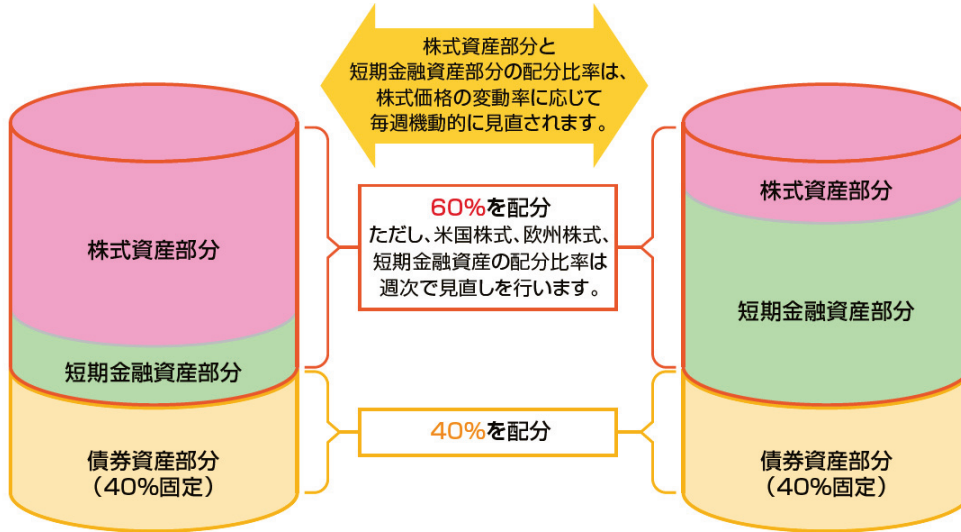 株式資産部分と
短期金融資産部分の配分比率は、
株式価格の変動率に応じて
毎週機動的に見直されます。
株式資産部分
短期金融資産部分
債券資産部分
（40%固定）
60%を配分
ただし、米国株式、欧州株式、
短期金融資産の配分比率は
週次で見直しを行います。
40%を配分
株式資産部分
短期金融資産部分
債券資産部分
（40%固定）